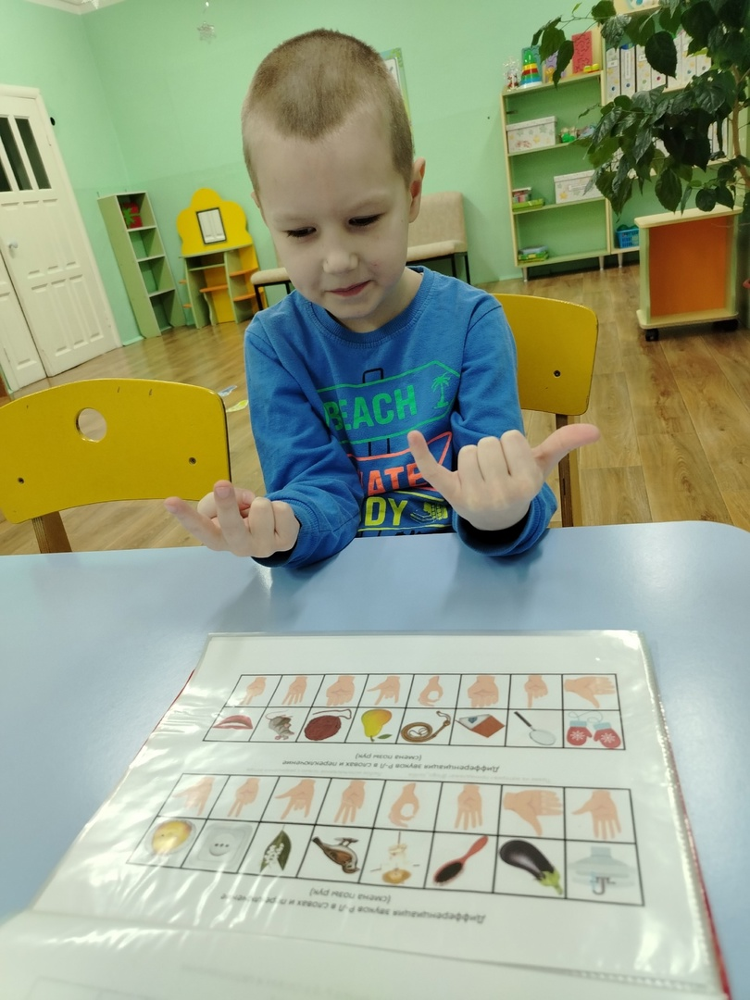 BEACH
Дифференциация звуков Р-Л в словах и переключение
(смена позы рук)
Дифференциация звуков Р-Л в словах и переключение
(смена позы рук)